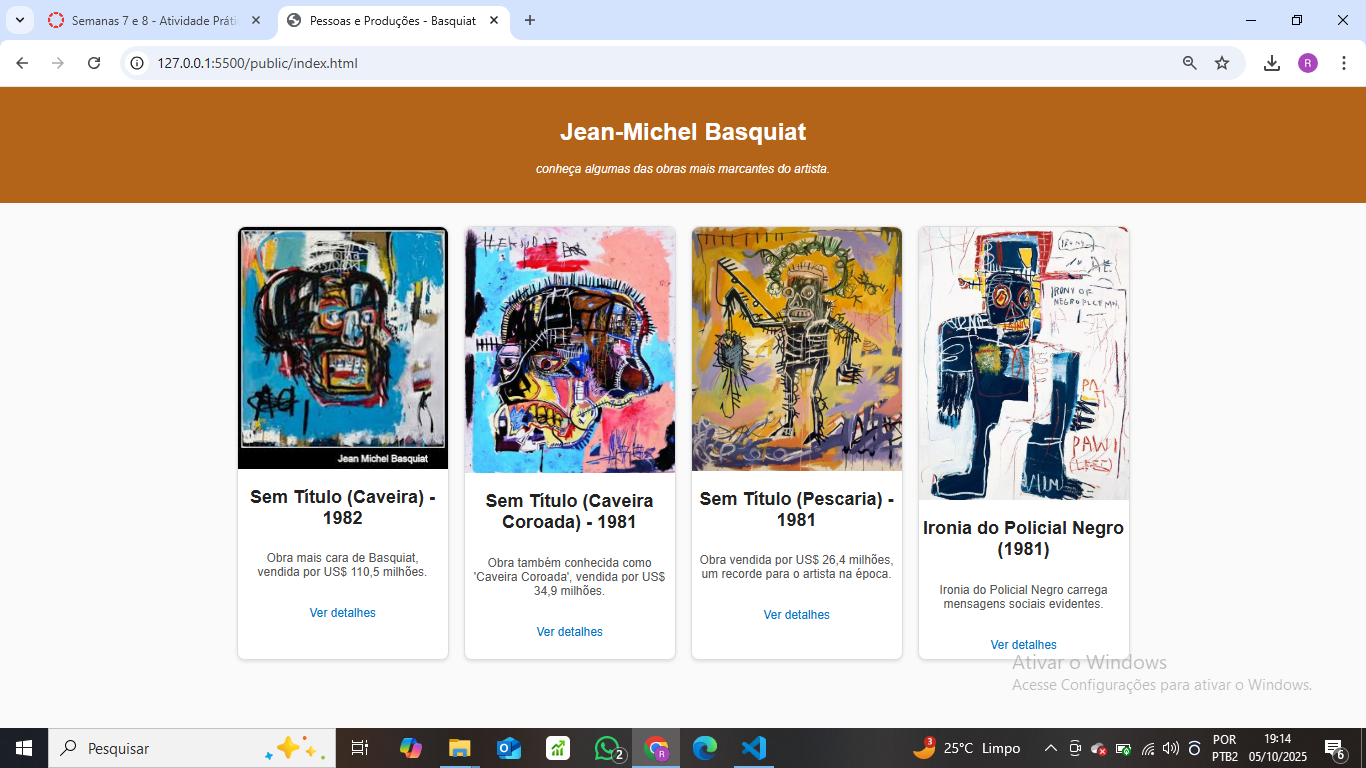 Semanas 7 e 8 - Atividade Práti
Pessoas e Produções - Basquiat
127.0.0.1:5500/public/index.html
R
Jean-Michel Basquiat
conheça algumas das obras mais marcantes do artista.
Jean Michel Basquiat
IRONY OF
NEGRO PLCEMN
PAWI
Sem Título (Caveira) -
1982
Obra mais cara de Basquiat,
vendida por US$ 110,5 milhões.
Ver detalhes
Sem Título (Caveira
Coroada) - 1981
Obra também conhecida como
'Caveira Coroada', vendida por US$
34,9 milhões.
Ver detalhes
Sem Título (Pescaria) -
1981
Obra vendida por US$ 26,4 milhões,
um recorde para o artista na época.
Ver detalhes
Ironia do Policial Negro
(1981)
Ironia do Policial Negro carrega
mensagens sociais evidentes.
Ver detalhes
Ativar o Windows
Acesse Configurações para ativar o Windows.
Pesquisar
2
R
3
25°C Limpo
POR
PTB2
19:14
05/10/2025
6